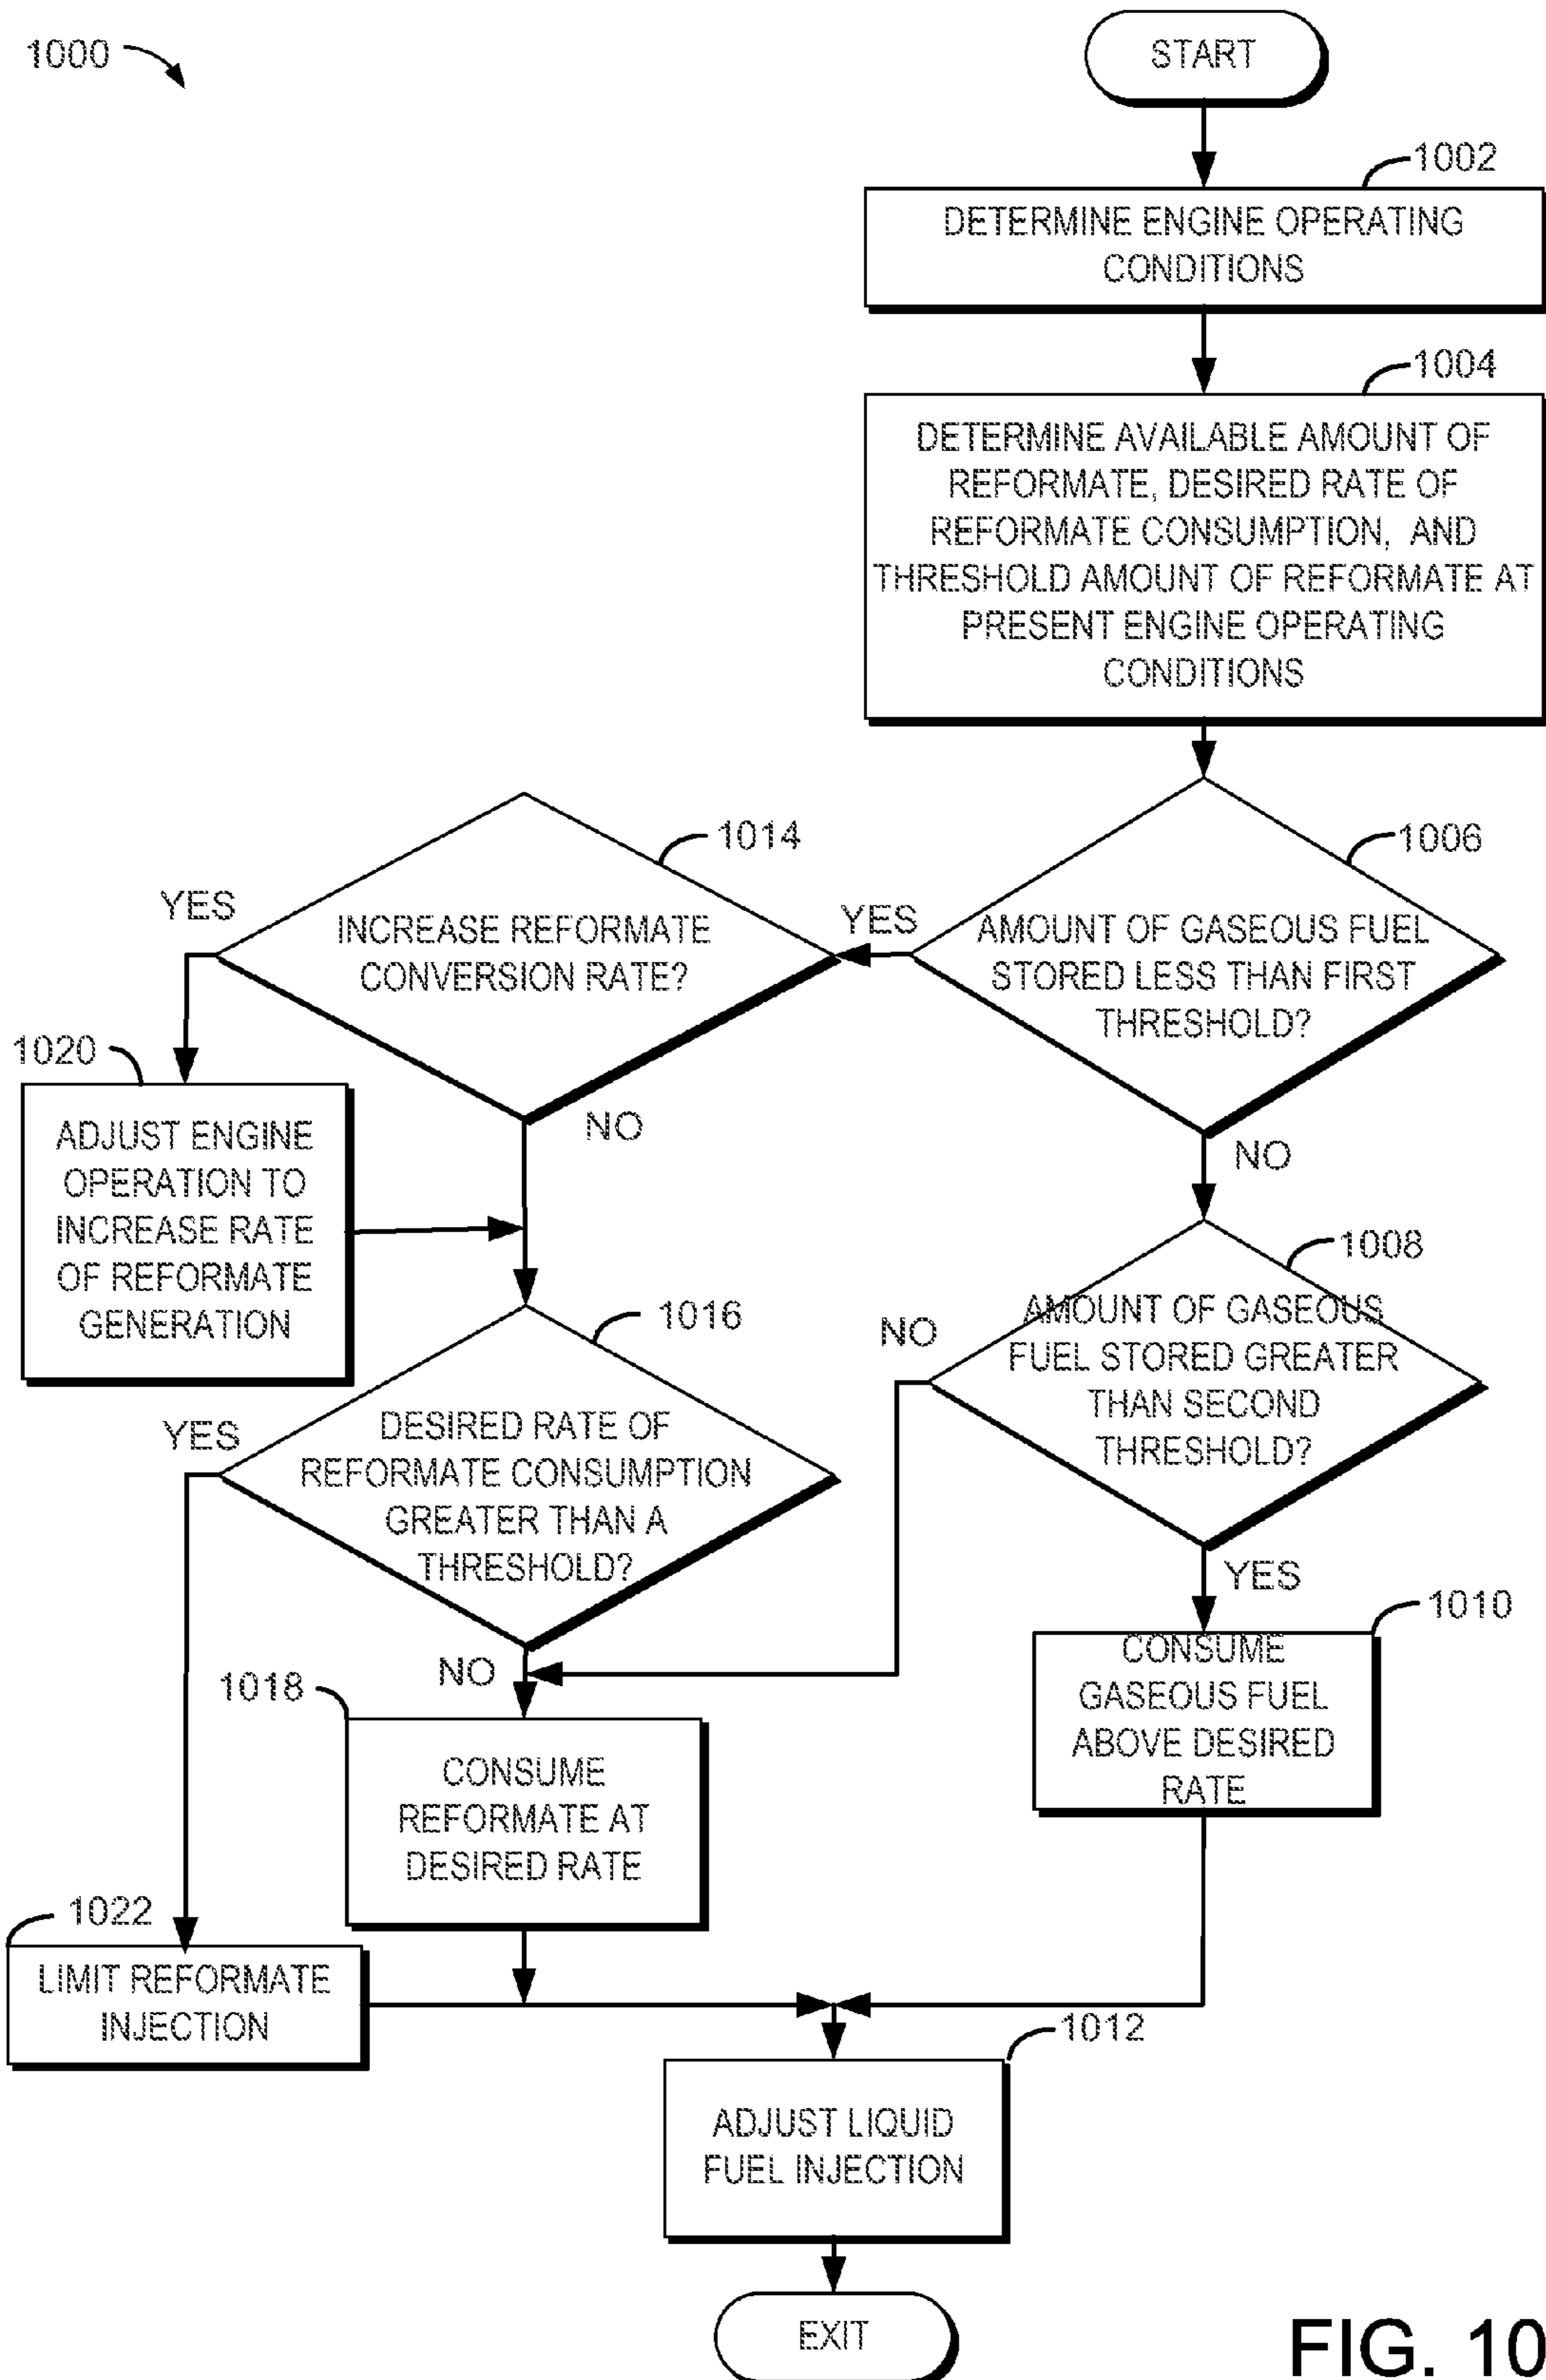 1000
START
1002
DETERMINE ENGINE OPERATING
CONDITIONS
1004
DETERMINE AVAILABLE AMOUNT OF
REFORMATE, DESIRED RATE OF
REFORMATE CONSUMPTION, AND
THRESHOLD AMOUNT OF REFORMATE AT
PRESENT ENGINE OPERATING
CONDITIONS
1006
AMOUNT OF GASEOUS FUEL
STORED LESS THAN FIRST
THRESHOLD?
YES
NO
1014
INCREASE REFORMATE
CONVERSION RATE?
YES
NO
1020
ADJUST ENGINE
OPERATION TO
INCREASE RATE
OF REFORMATE
GENERATION
1008
AMOUNT OF GASEOUS
FUEL STORED GREATER
THAN SECOND
THRESHOLD?
NO
YES
1016
DESIRED RATE OF
REFORMATE CONSUMPTION
GREATER THAN A
THRESHOLD?
YES
NO
1010
CONSUME
GASEOUS FUEL
ABOVE DESIRED
RATE
1018
CONSUME
REFORMATE AT
DESIRED RATE
1022
LIMIT REFORMATE
INJECTION
1012
ADJUST LIQUID
FUEL INJECTION
EXIT
FIG. 10